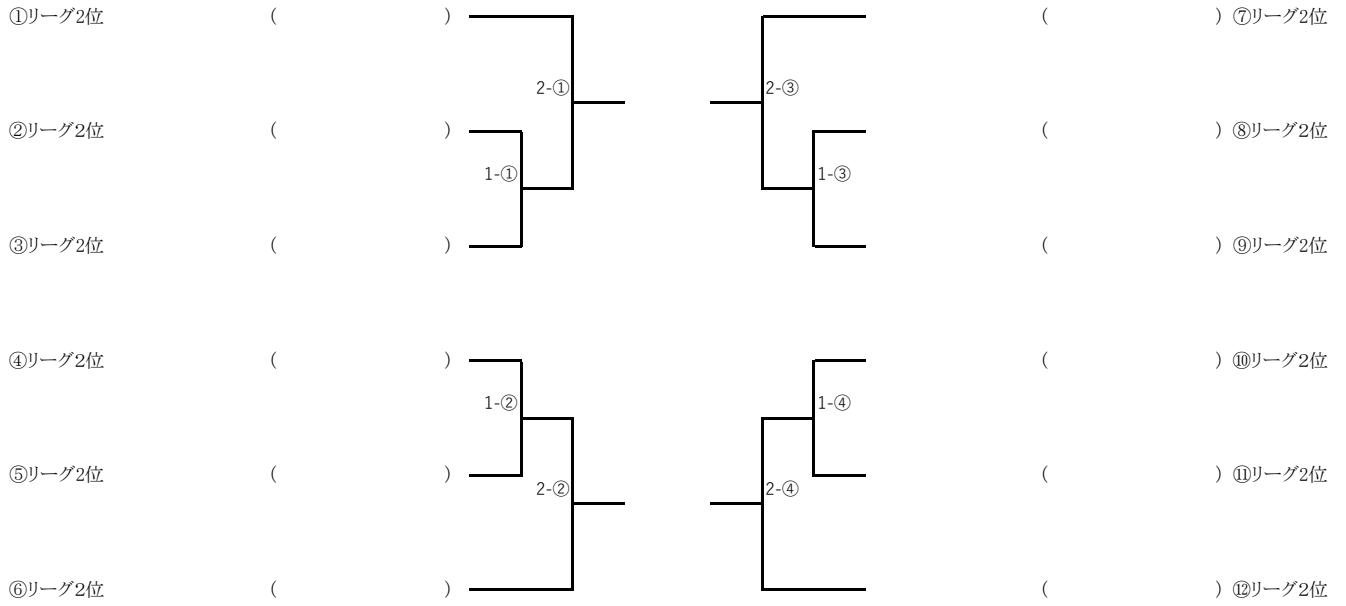 ①リーグ2位 ( ) ( ) ⑦リーグ2位
2-① 2-③
②リーグ2位 ( ) ( ) ⑧リーグ2位
1-① 1-③
③リーグ2位 ( ) ( ) ⑨リーグ2位
④リーグ2位 ( ) ( ) ⑩リーグ2位
1-② 1-④
⑤リーグ2位 ( ) ( ) ⑪リーグ2位
2-② 2-④
⑥リーグ2位 ( ) ( ) ⑫リーグ2位